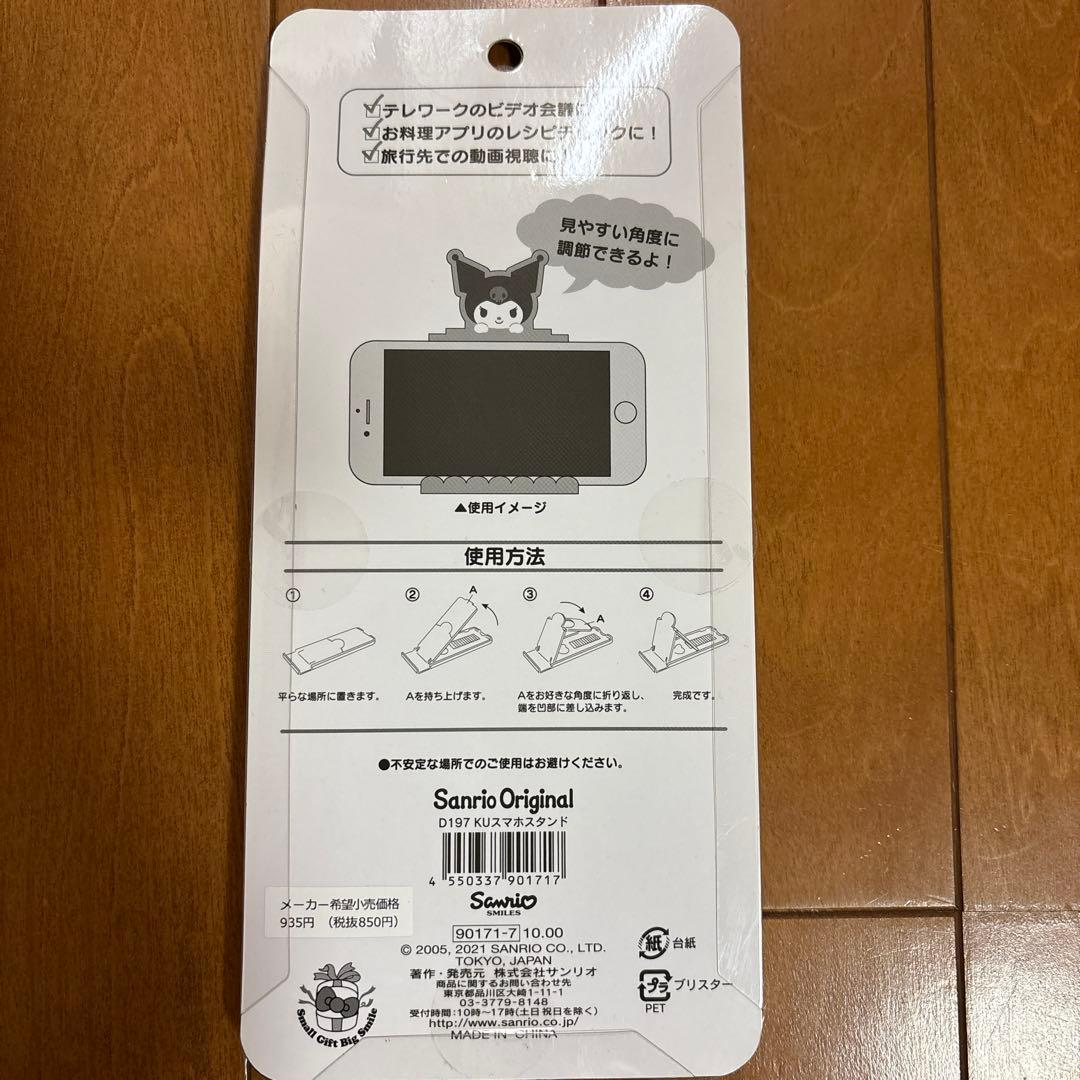 テレワークのビデオ会議に
お料理アプリのレシピチェックに！
旅行先での動画視聴に！
見やすい角度に
調節できるよ！
▲使用イメージ
使用方法
① ② A ③ A ④
平らな場所に置きます。
Aを持ち上げます。
Aをお好きな角度に折り返し、
端を凹部に差し込みます。
完成です。
●不安定な場所でのご使用はお避けください。
Sanrio Original
D197 KUスマホスタンド
4 550337 901717
メーカー希望小売価格
935円 （税抜850円）
Sanrio
SMILES
90171-7 10.00
© 2005, 2021 SANRIO CO., LTD.
TOKYO, JAPAN
著作・発売元 株式会社サンリオ
商品に関するお問い合わせ先
東京都品川区大崎1-11-1
03-3779-8148
受付時間：10時〜17時(土日祝日を除く)
http://www.sanrio.co.jp/
MADE IN CHINA
Small Gift Big Smile
紙 台紙
プラ ブリスター
PET